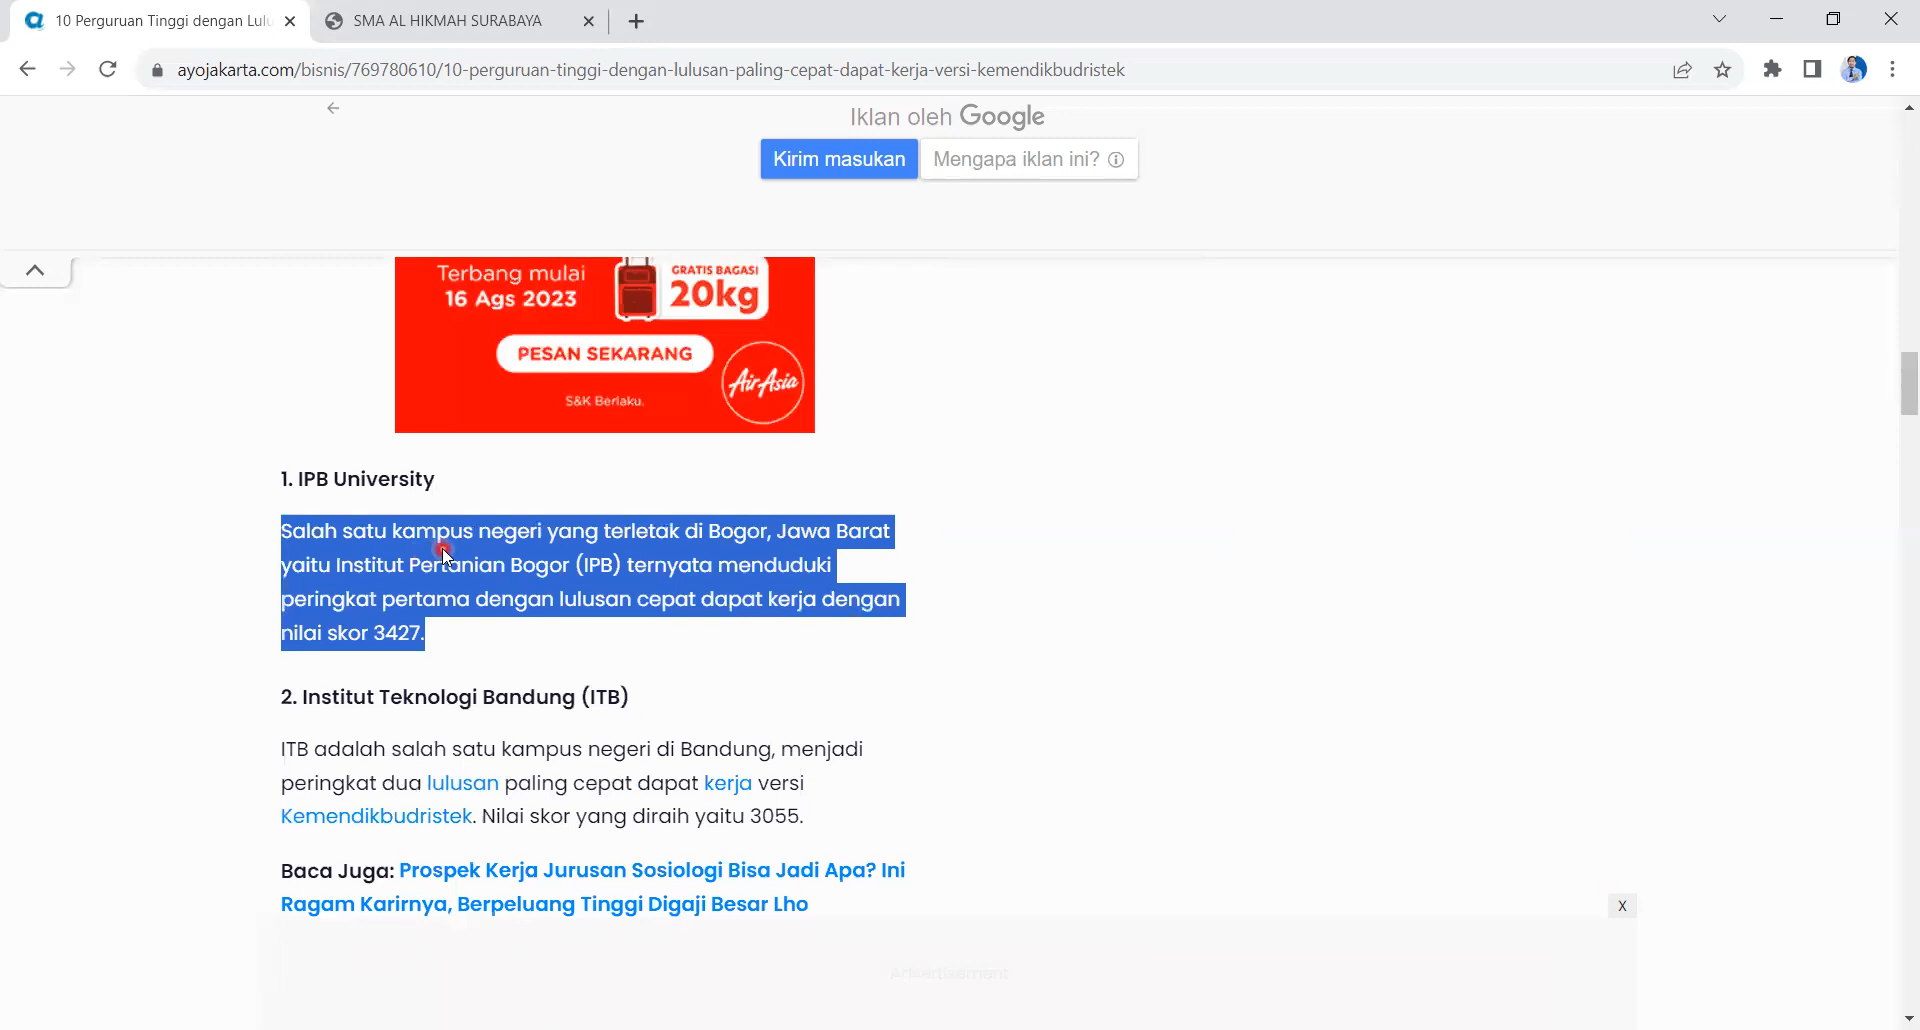 10 Perguruan Tinggi dengan Lulu
SMA AL HIKMAH SURABAYA
ayojakarta.com/bisnis/769780610/10-perguruan-tinggi-dengan-lulusan-paling-cepat-dapat-kerja-versi-kemendikbudristek
Iklan oleh Google
Kirim masukan
Mengapa iklan ini?
Terbang mulai
16 Ags 2023
GRATIS BAGASI
20kg
PESAN SEKARANG
AirAsia
S&K Berlaku.
1. IPB University
Salah satu kampus negeri yang terletak di Bogor, Jawa Barat
yaitu Institut Pertanian Bogor (IPB) ternyata menduduki
peringkat pertama dengan lulusan cepat dapat kerja dengan
nilai skor 3427.
2. Institut Teknologi Bandung (ITB)
ITB adalah salah satu kampus negeri di Bandung, menjadi
peringkat dua lulusan paling cepat dapat kerja versi
Kemendikbudristek. Nilai skor yang diraih yaitu 3055.
Baca Juga: Prospek Kerja Jurusan Sosiologi Bisa Jadi Apa? Ini
Ragam Karirnya, Berpeluang Tinggi Digaji Besar Lho
X
Advertisement